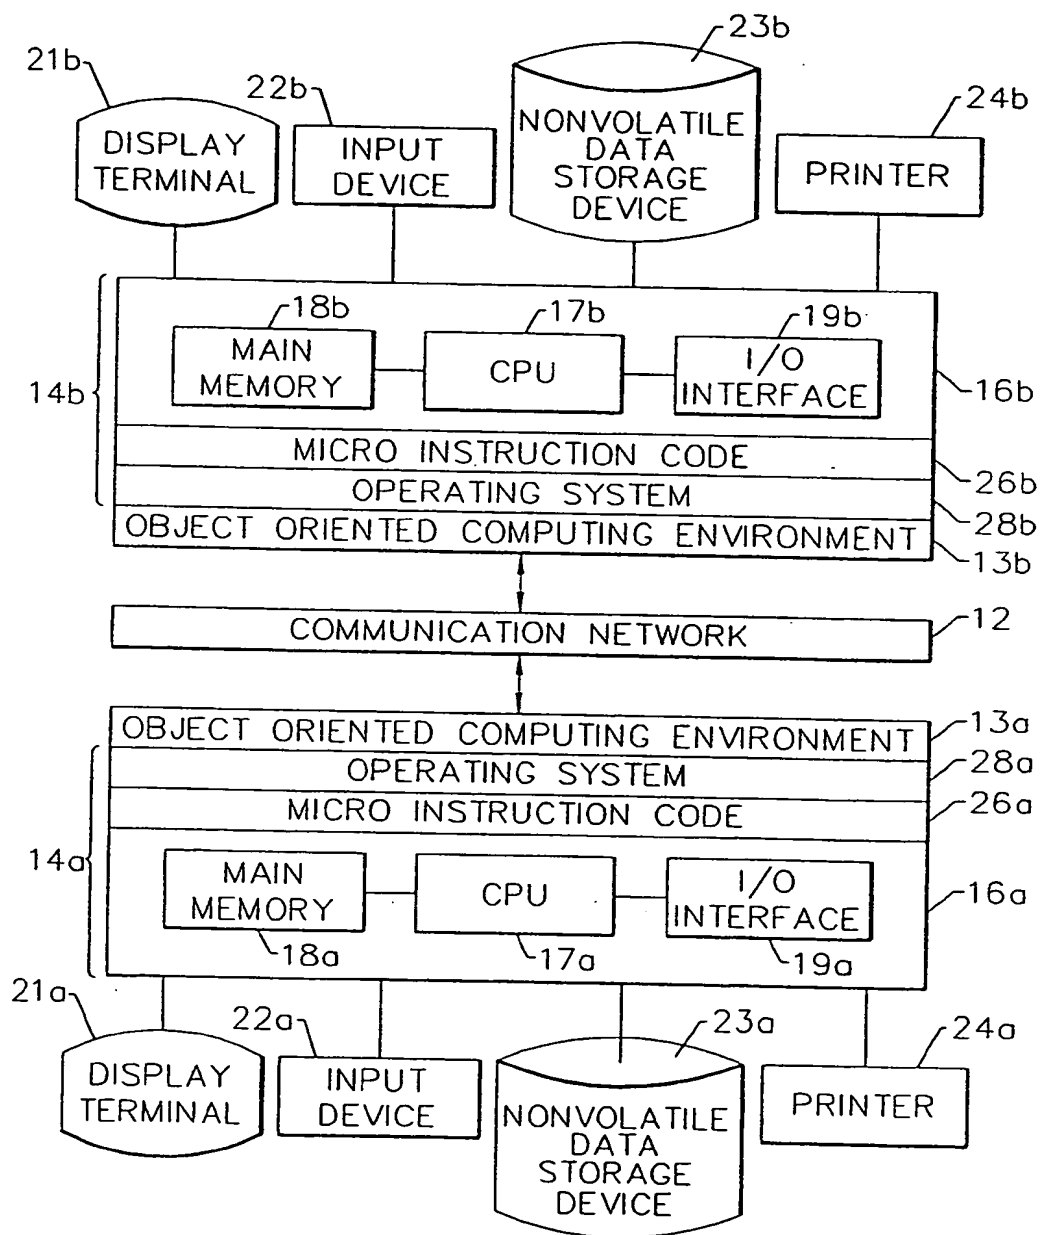 23b
21b
22b
24b
DISPLAY
TERMINAL
INPUT
DEVICE
NONVOLATILE
DATA
STORAGE
DEVICE
PRINTER
18b
17b
19b
MAIN
MEMORY
CPU
I/O
INTERFACE
14b
16b
MICRO INSTRUCTION CODE
26b
OPERATING SYSTEM
28b
OBJECT ORIENTED COMPUTING ENVIRONMENT
13b
COMMUNICATION NETWORK
12
OBJECT ORIENTED COMPUTING ENVIRONMENT
13a
OPERATING SYSTEM
28a
MICRO INSTRUCTION CODE
26a
14a
MAIN
MEMORY
CPU
I/O
INTERFACE
16a
18a
17a
19a
21a
22a
23a
24a
DISPLAY
TERMINAL
INPUT
DEVICE
NONVOLATILE
DATA
STORAGE
DEVICE
PRINTER